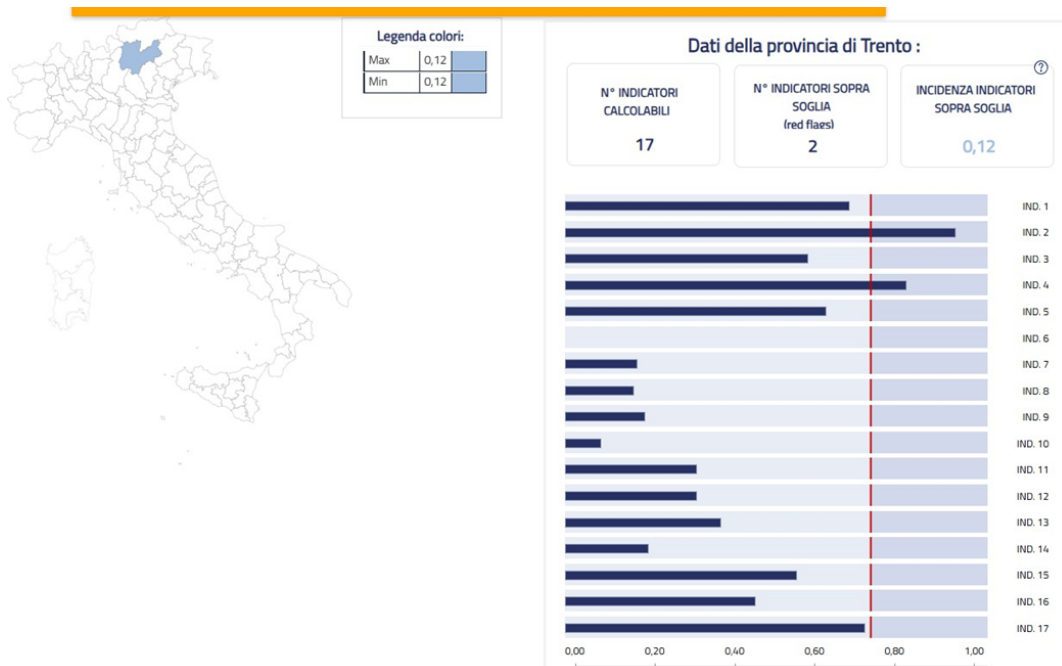 Legenda colori:
Max 0,12
Min 0,12
Dati della provincia di Trento :
?
N° INDICATORI
CALCOLABILI
17
N° INDICATORI SOPRA
SOGLIA
(red flags)
2
INCIDENZA INDICATORI
SOPRA SOGLIA
0,12
IND. 1
IND. 2
IND. 3
IND. 4
IND. 5
IND. 6
IND. 7
IND. 8
IND. 9
IND. 10
IND. 11
IND. 12
IND. 13
IND. 14
IND. 15
IND. 16
IND. 17
0,00 0,20 0,40 0,60 0,80 1,00